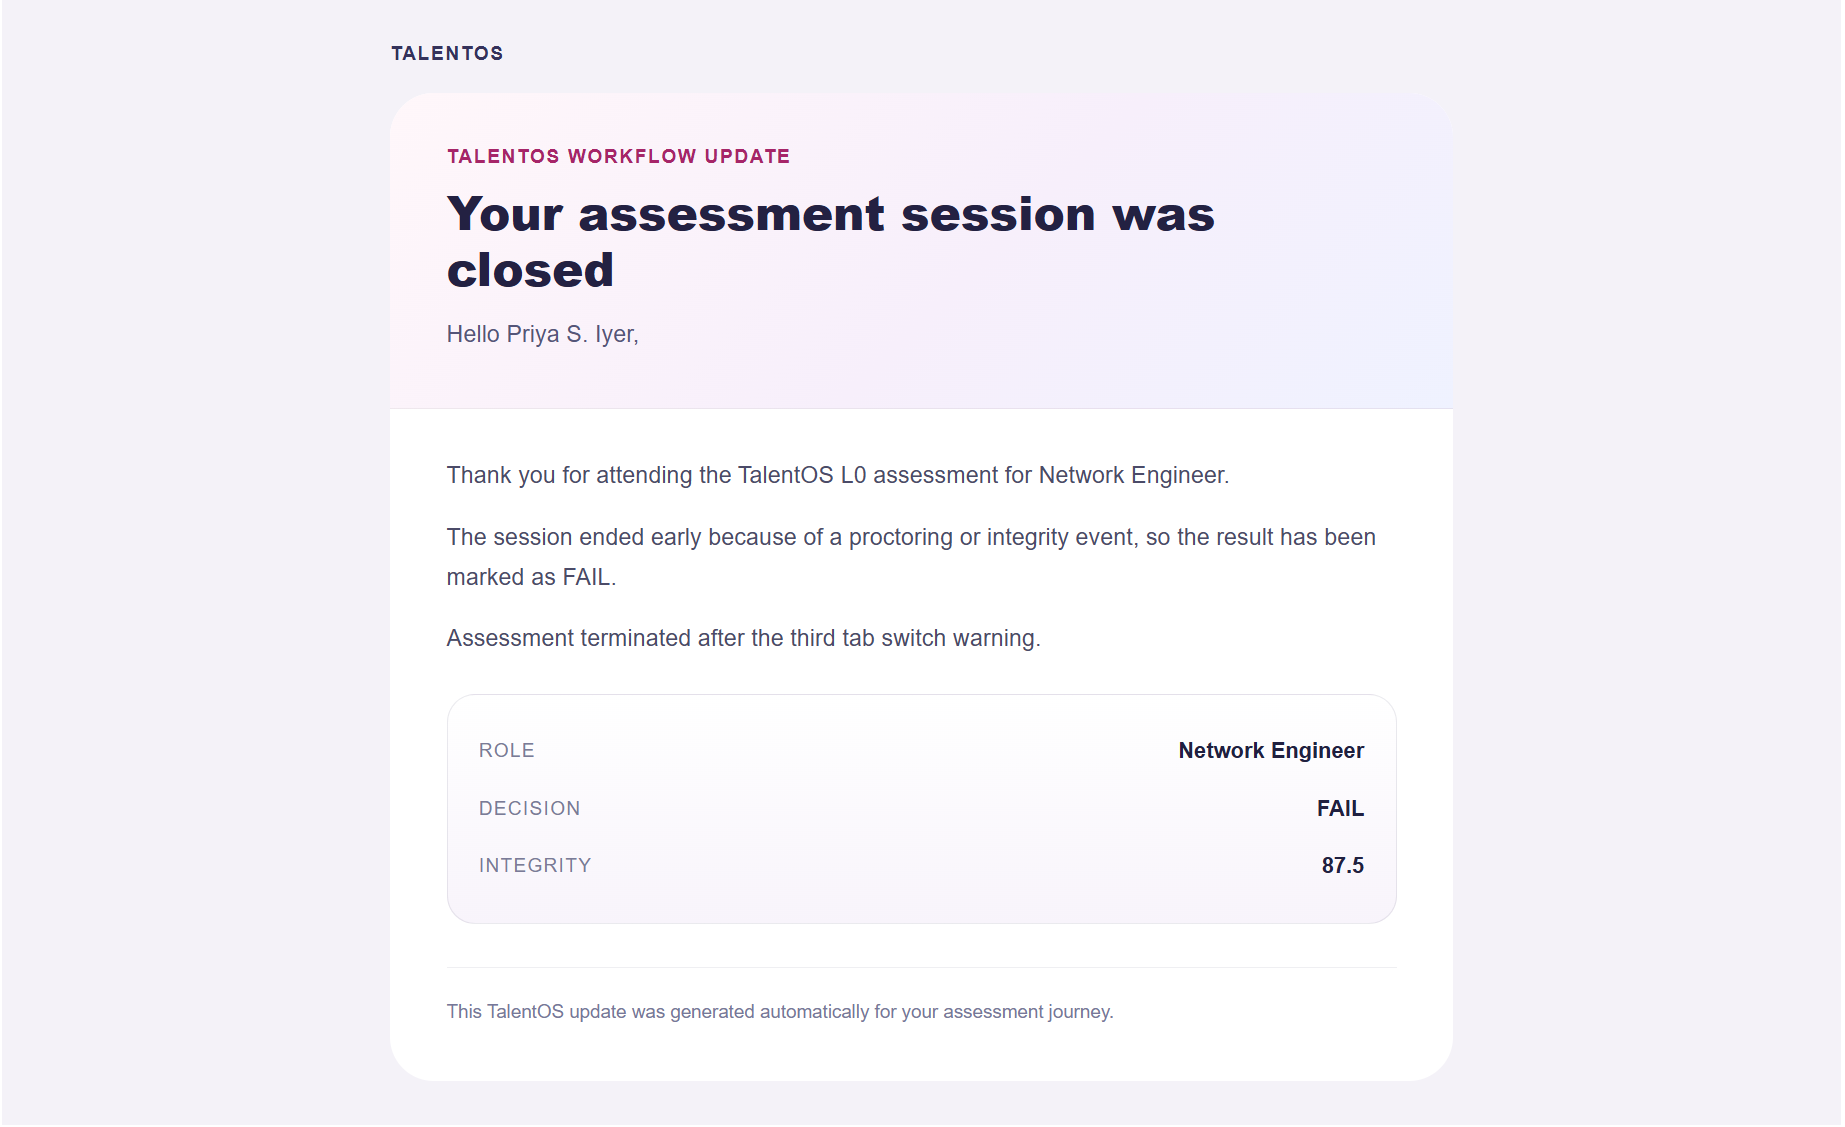 TALENTOS
TALENTOS WORKFLOW UPDATE
Your assessment session was
closed
Hello Priya S. Iyer,
Thank you for attending the TalentOS L0 assessment for Network Engineer.
The session ended early because of a proctoring or integrity event, so the result has been
marked as FAIL.
Assessment terminated after the third tab switch warning.
ROLE Network Engineer
DECISION FAIL
INTEGRITY 87.5
This TalentOS update was generated automatically for your assessment journey.